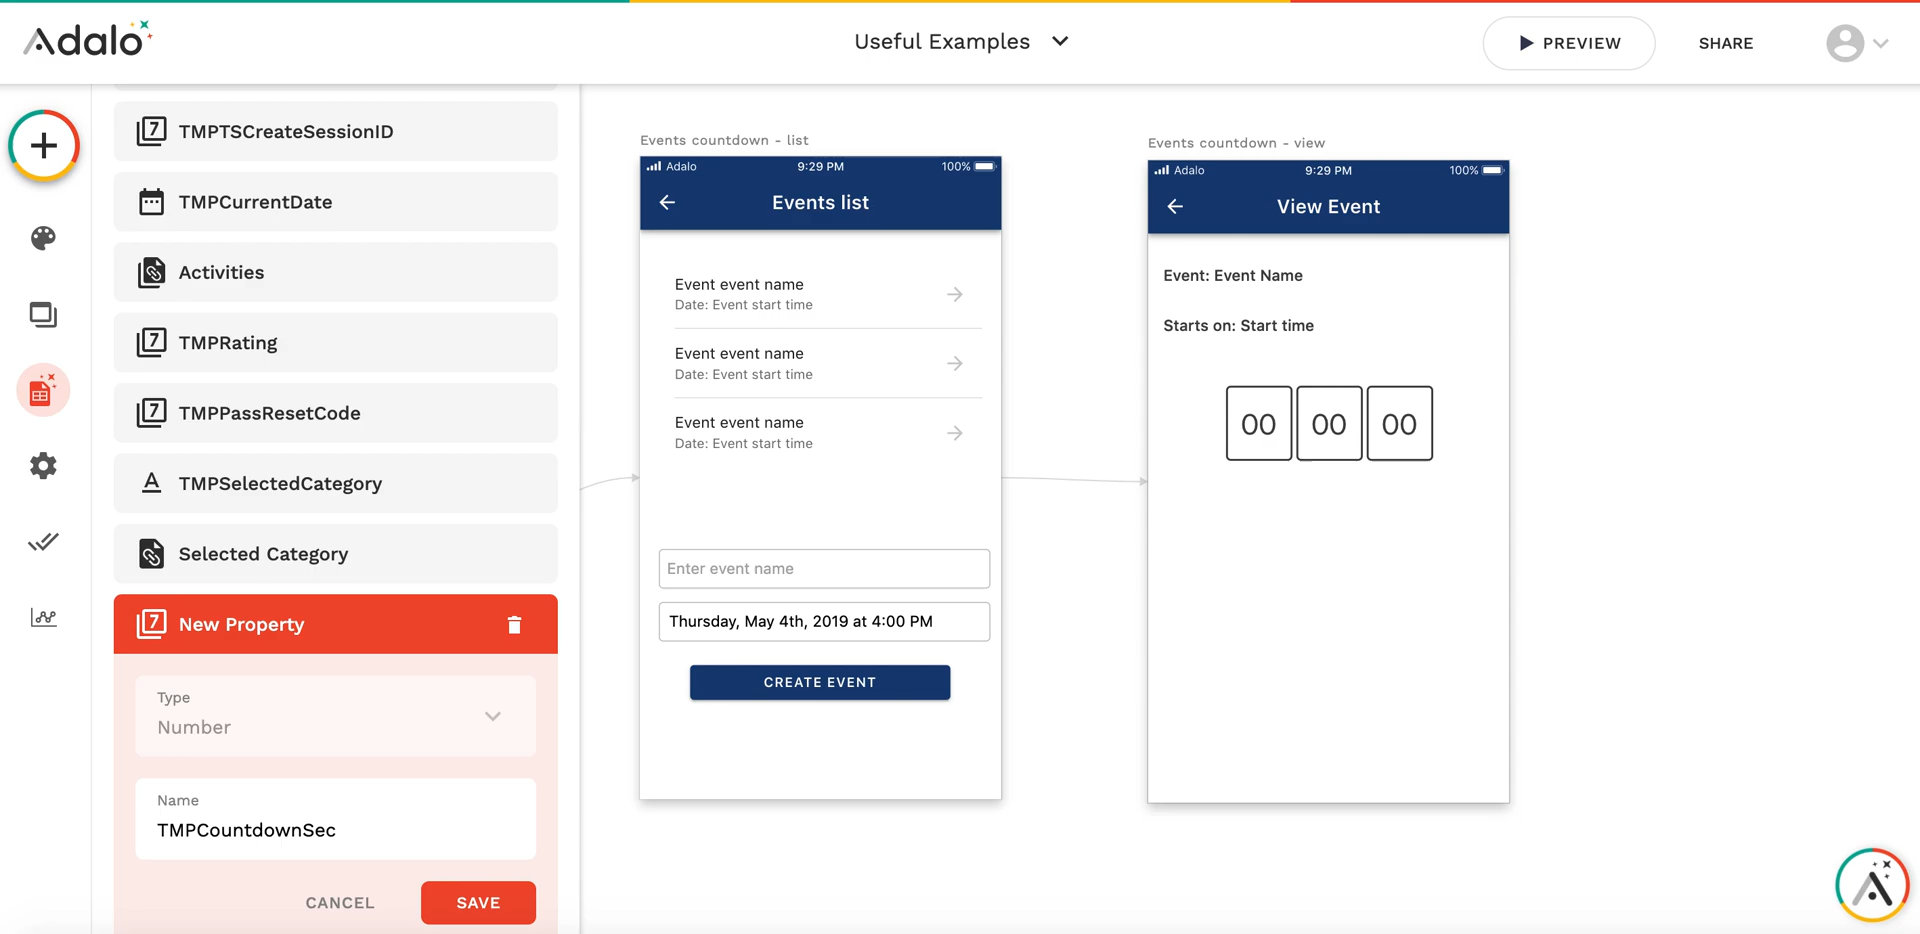 Adalo
Useful Examples
PREVIEW
SHARE
TMPTSCreateSessionID
TMPCurrentDate
Activities
TMPRating
TMPPassResetCode
TMPSelectedCategory
Selected Category
New Property
Type
Number
Name
TMPCountdownSec
CANCEL
SAVE
Events countdown - list
Adalo 9:29 PM 100%
Events list
Event event name
Date: Event start time
Event event name
Date: Event start time
Event event name
Date: Event start time
Enter event name
Thursday, May 4th, 2019 at 4:00 PM
CREATE EVENT
Events countdown - view
Adalo 9:29 PM 100%
View Event
Event: Event Name
Starts on: Start time
00 00 00